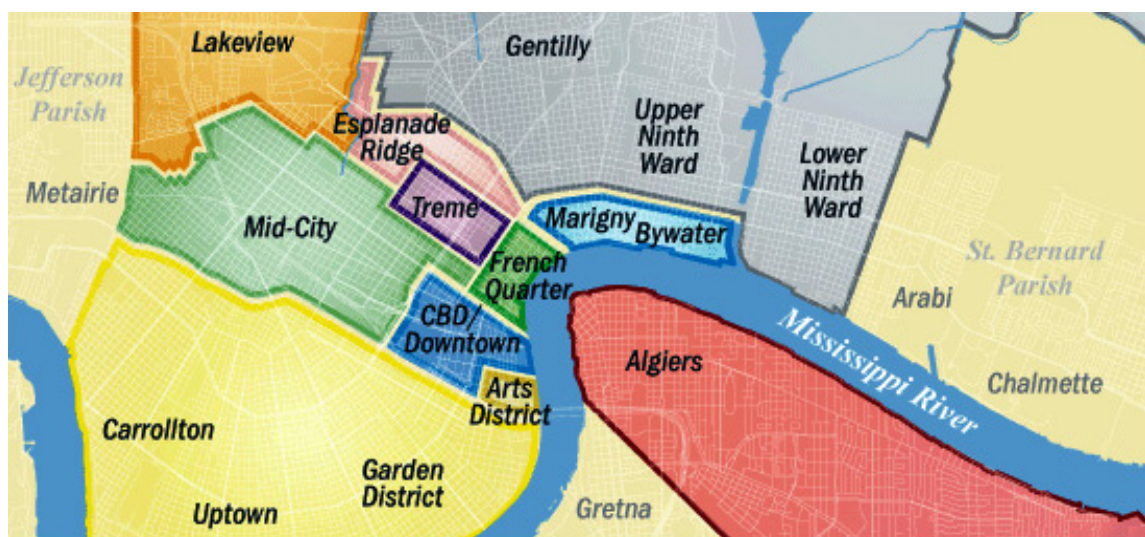 Lakeview
Gentilly
Jefferson
Parish
Esplanade
Ridge
Upper
Ninth
Ward
Lower
Ninth
Ward
Metairie
Treme
Mid-City
Marigny
Bywater
French
Quarter
St. Bernard
Parish
Arabi
CBD/
Downtown
Mississippi River
Algiers
Chalmette
Arts
District
Carrollton
Garden
District
Uptown
Gretna